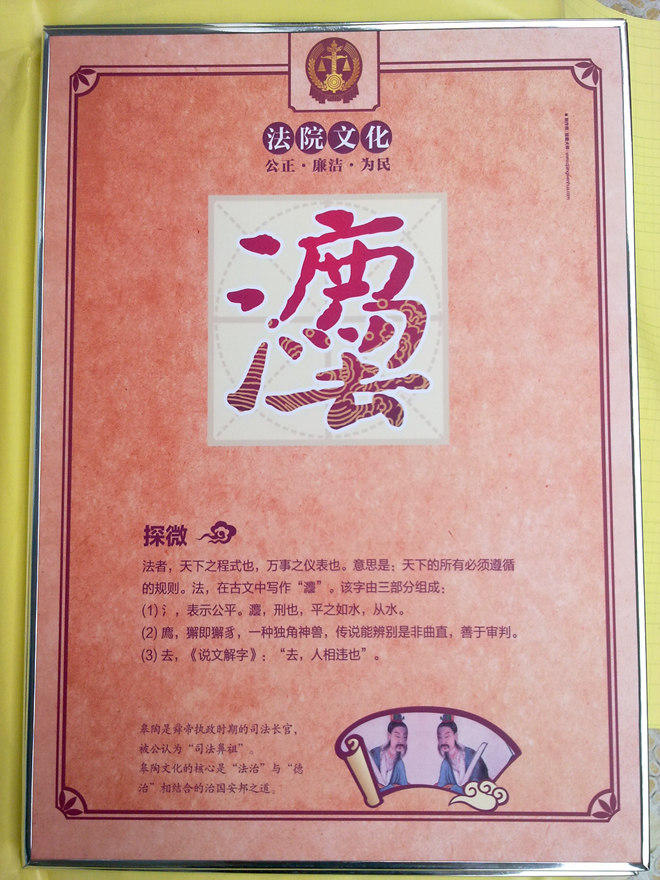 法院文化
公正·廉洁·为民
灋
探微
法者，天下之程式也，万事之仪表也。意思是：天下的所有必须遵循
的规则。法，在古文中写作“灋”。该字由三部分组成：
(1) 氵，表示公平。灋，刑也，平之如水，从水。
(2) 廌，獬即獬豸，一种独角神兽，传说能辨别是非曲直，善于审判。
(3) 去，《说文解字》：“去，人相违也”。
皋陶是舜帝执政时期的司法长官，
被公认为“司法鼻祖”。
皋陶文化的核心是“法治”与“德
治”相结合的治国安邦之道。